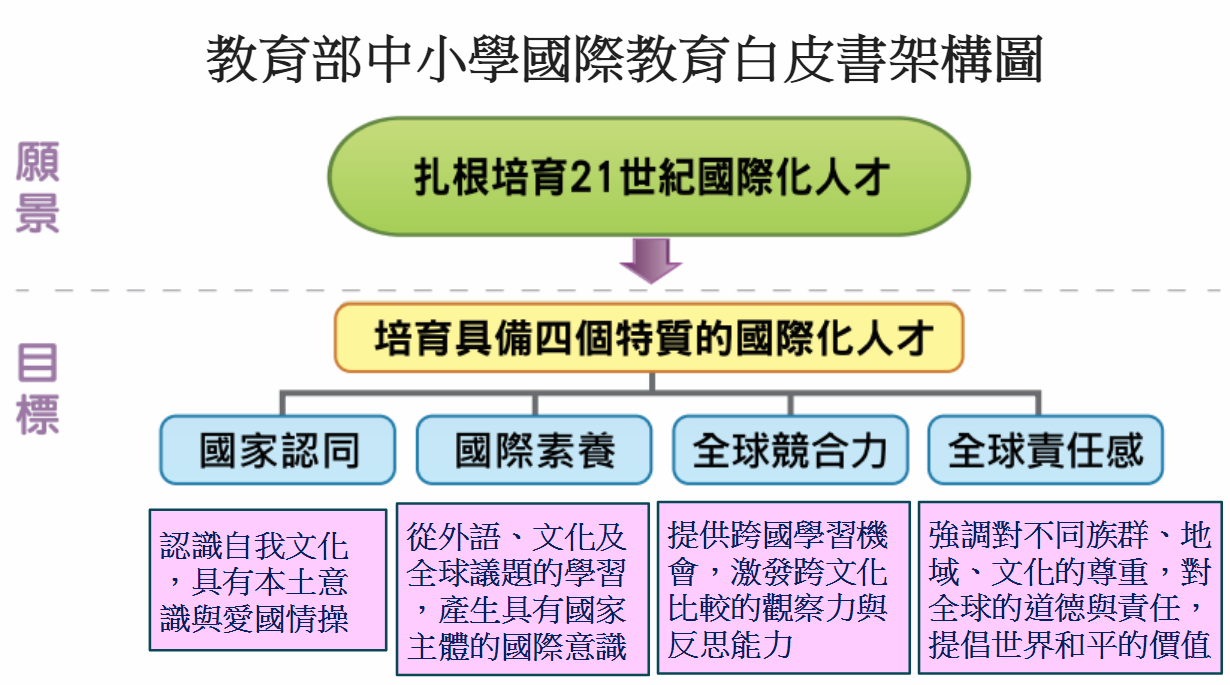 教育部中小學國際教育白皮書架構圖
願景
扎根培育21世紀國際化人才
目標
培育具備四個特質的國際化人才
國家認同
國際素養
全球競合力
全球責任感
認識自我文化
，具有本土意
識與愛國情操
從外語、文化及
全球議題的學習
，產生具有國家
主體的國際意識
提供跨國學習機
會，激發跨文化
比較的觀察力與
反思能力
強調對不同族群、地
域、文化的尊重，對
全球的道德與責任，
提倡世界和平的價值